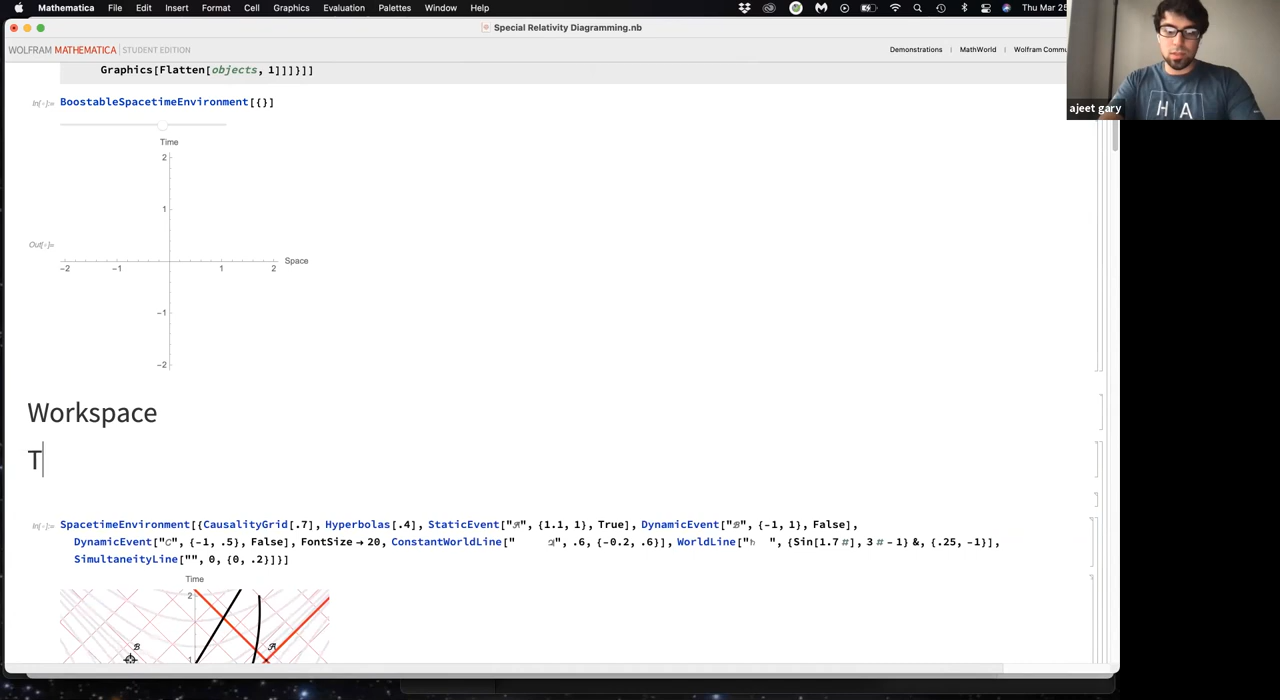 Mathematica File Edit Insert Format Cell Graphics Evaluation Palettes Window Help Thu Mar 25
Special Relativity Diagramming.nb
WOLFRAM MATHEMATICA | STUDENT EDITION Demonstrations | MathWorld | Wolfram Commu
ajeet gary
H A
Graphics[Flatten[objects, 1]]]}]]
In[•]:= BoostableSpacetimeEnvironment[{}]
Time
2
1
Out[•]=
Space
-2 -1 1 2
-1
-2
Workspace
T
In[•]:= SpacetimeEnvironment[{CausalityGrid[.7], Hyperbolas[.4], StaticEvent["𝒜", {1.1, 1}, True], DynamicEvent["ℬ", {-1, 1}, False],
DynamicEvent["𝒞", {-1, .5}, False], FontSize → 20, ConstantWorldLine[" ♃", .6, {-0.2, .6}], WorldLine["♄ ", {Sin[1.7 #], 3 # - 1} &, {.25, -1}],
SimultaneityLine["", 0, {0, .2}]}]
Time
2
ℬ 𝒜
1